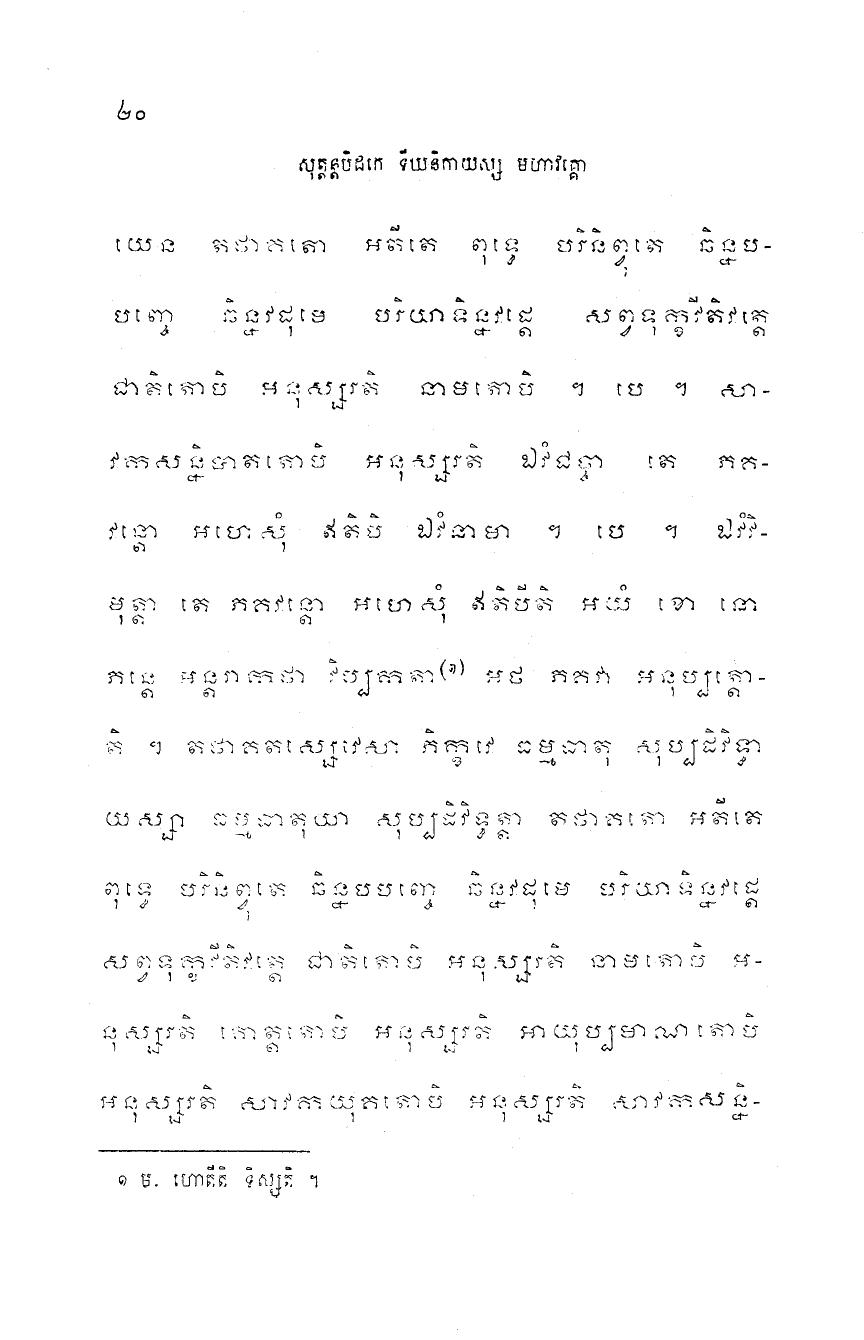 ២០
សុត្តន្តបិដកេ ទីឃនិកាយស្ស មហាវគ្គោ
យេន តថាគតោ អតីតេ ពុទ្ធេ បរិនិព្វុតេ ឆិន្នប-
បញ្ចេ ឆិន្នវដុមេ បរិយាទិន្នវដ្តេ សព្វទុក្ខវីតិវត្តេ
ជាតិតោបិ អនុស្សរតិ នាមតោបិ ។ បេ ។ សា-
វកសន្និបាតតោបិ អនុស្សរតិ ឯវំជច្ចា តេ ភគ-
វន្តោ អហេសុំ ឥតិបិ ឯវំនាមា ។ បេ ។ ឯវំវិ-
មុត្តា តេ ភគវន្តោ អហេសុំ ឥតិបីតិ អយំ ខោ នោ
ភន្តេ អន្តរាកថា វិប្បកតា(១) អថ ភគវា អនុប្បត្តោ-
តិ ។ តថាគតស្សេវេសា ភិក្ខវេ ធម្មធាតុ សុប្បដិវិទ្ធា
យស្សា ធម្មធាតុយា សុប្បដិវិទ្ធត្តា តថាគតោ អតីតេ
ពុទ្ធេ បរិនិព្វុតេ ឆិន្នបបញ្ចេ ឆិន្នវដុមេ បរិយាទិន្នវដ្តេ
សព្វទុក្ខវីតិវត្តេ ជាតិតោបិ អនុស្សរតិ នាមតោបិ អ-
នុស្សរតិ គោត្តតោបិ អនុស្សរតិ អាយុប្បមាណតោបិ
អនុស្សរតិ សាវកយុគតោបិ អនុស្សរតិ សាវកសន្និ-
១ ម. ហោតីតិ ទិស្សតិ ។